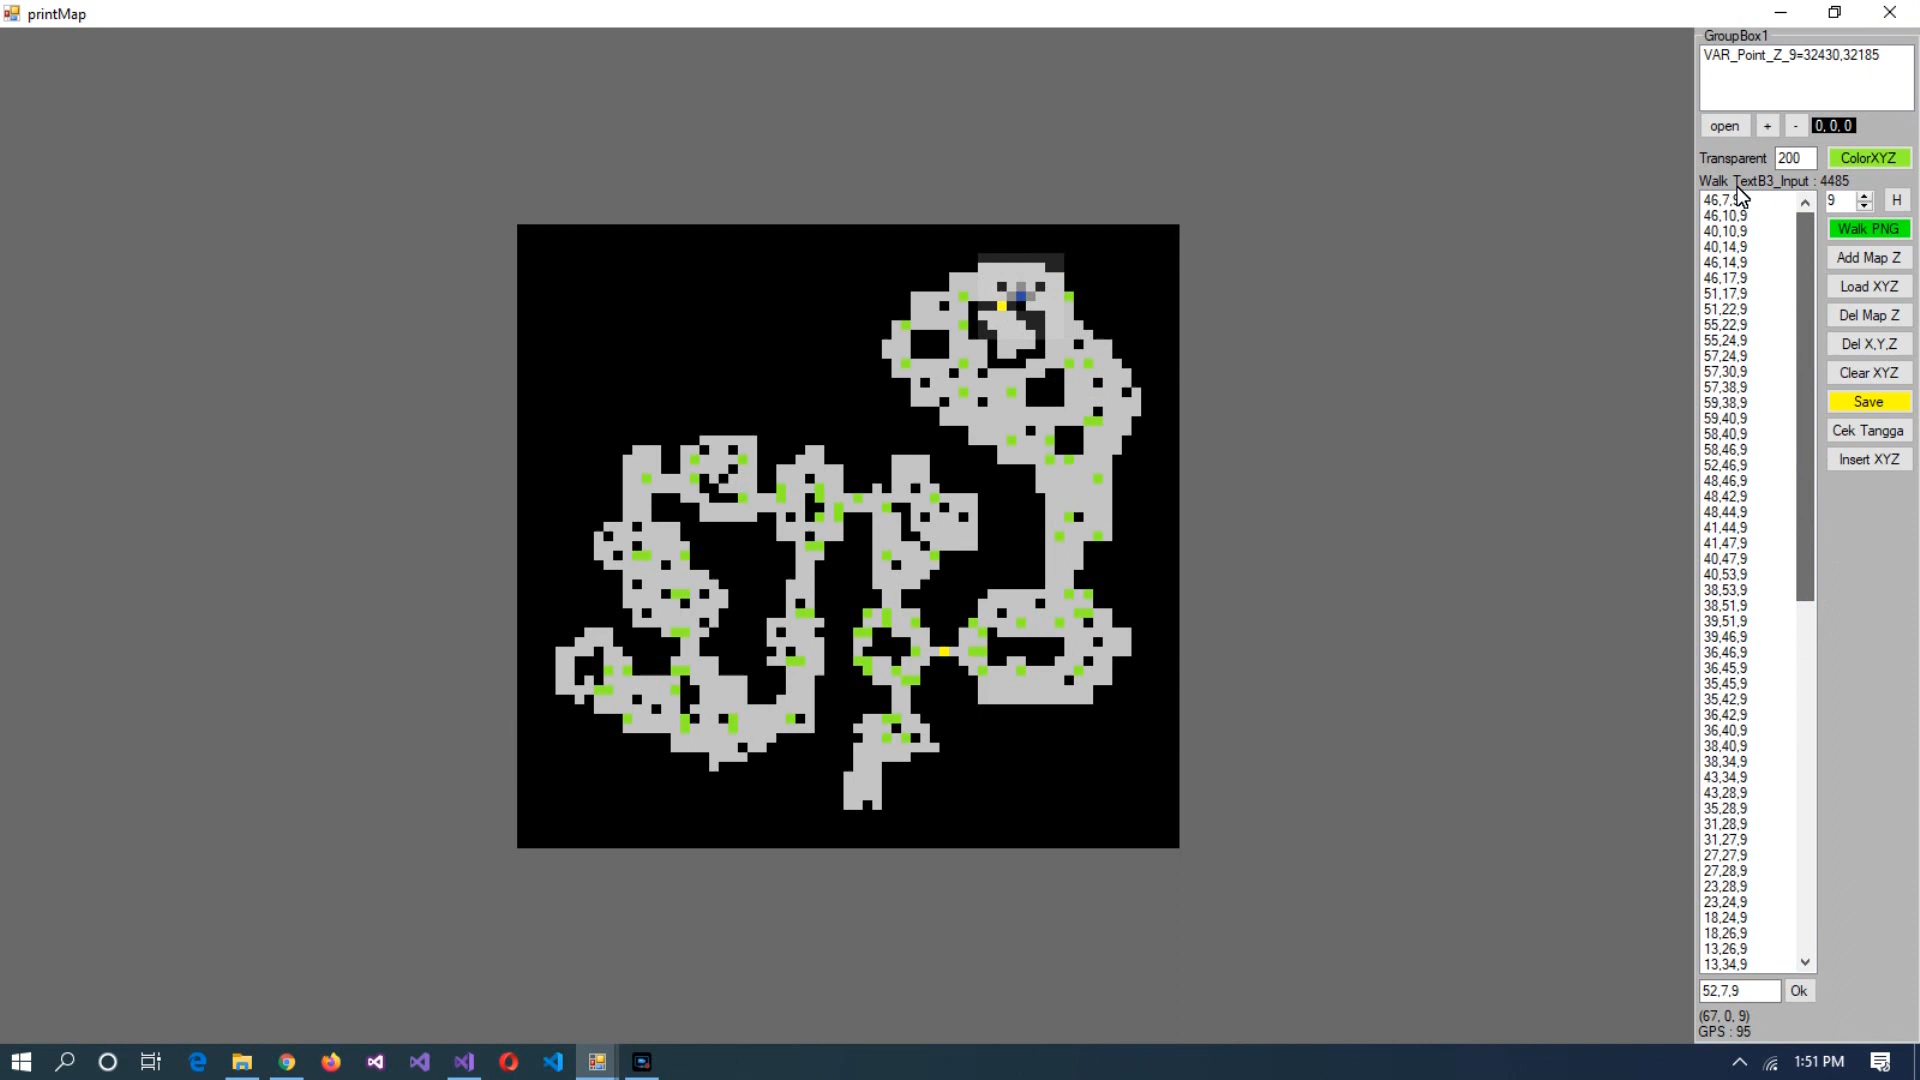 printMap
GroupBox1
VAR_Point_Z_9=32430,32185
open + - 0, 0, 0
Transparent 200 ColorXYZ
Walk TextB3_Input : 4485
46,7,9
46,10,9
40,10,9
40,14,9
46,14,9
46,17,9
51,17,9
51,22,9
55,22,9
55,24,9
57,24,9
57,30,9
57,38,9
59,38,9
59,40,9
58,40,9
58,46,9
52,46,9
48,46,9
48,42,9
48,44,9
41,44,9
41,47,9
40,47,9
40,53,9
38,53,9
38,51,9
39,51,9
39,46,9
36,46,9
36,45,9
35,45,9
35,42,9
36,42,9
36,40,9
38,40,9
38,34,9
43,34,9
43,28,9
35,28,9
31,28,9
31,27,9
27,27,9
27,28,9
23,28,9
23,24,9
18,24,9
18,26,9
13,26,9
13,34,9
9 H
Walk PNG
Add Map Z
Load XYZ
Del Map Z
Del X,Y,Z
Clear XYZ
Save
Cek Tangga
Insert XYZ
52,7,9 Ok
(67, 0, 9)
GPS : 95
1:51 PM